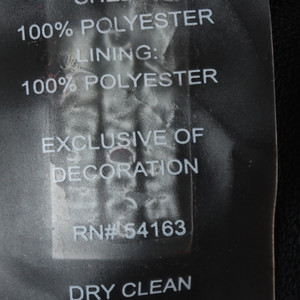 100% POLYESTER
LINING:
100% POLYESTER
EXCLUSIVE OF
DECORATION
RN# 54163
DRY CLEAN